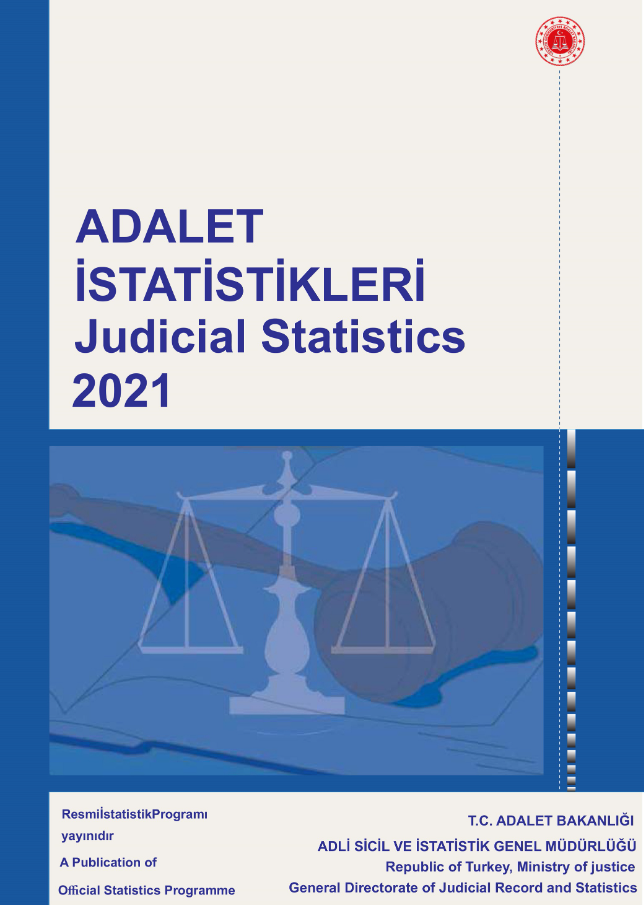 ADALET
İSTATİSTİKLERİ
Judicial Statistics
2021
ResmiİstatistikProgramı
yayınıdır
A Publication of
Official Statistics Programme
T.C. ADALET BAKANLIĞI
ADLİ SİCİL VE İSTATİSTİK GENEL MÜDÜRLÜĞÜ
Republic of Turkey, Ministry of justice
General Directorate of Judicial Record and Statistics